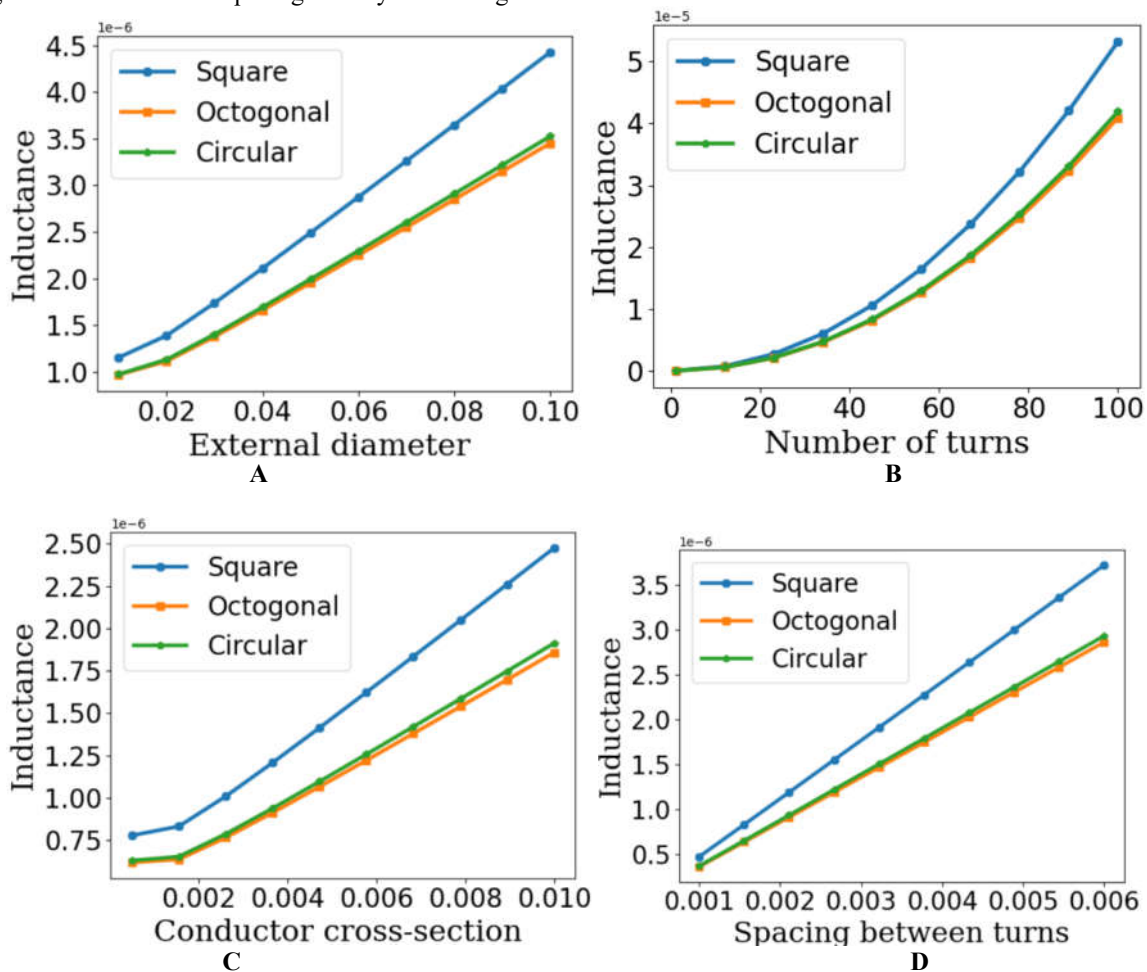 1e-6
4.5
4.0
3.5
3.0
2.5
2.0
1.5
1.0
Inductance
Square
Octogonal
Circular
0.02 0.04 0.06 0.08 0.10
External diameter
A
1e-5
5
4
3
2
1
0
Inductance
Square
Octogonal
Circular
0 20 40 60 80 100
Number of turns
B
1e-6
2.50
2.25
2.00
1.75
1.50
1.25
1.00
0.75
Inductance
Square
Octogonal
Circular
0.002 0.004 0.006 0.008 0.010
Conductor cross-section
C
1e-6
3.5
3.0
2.5
2.0
1.5
1.0
0.5
Inductance
Square
Octogonal
Circular
0.001 0.002 0.003 0.004 0.005 0.006
Spacing between turns
D